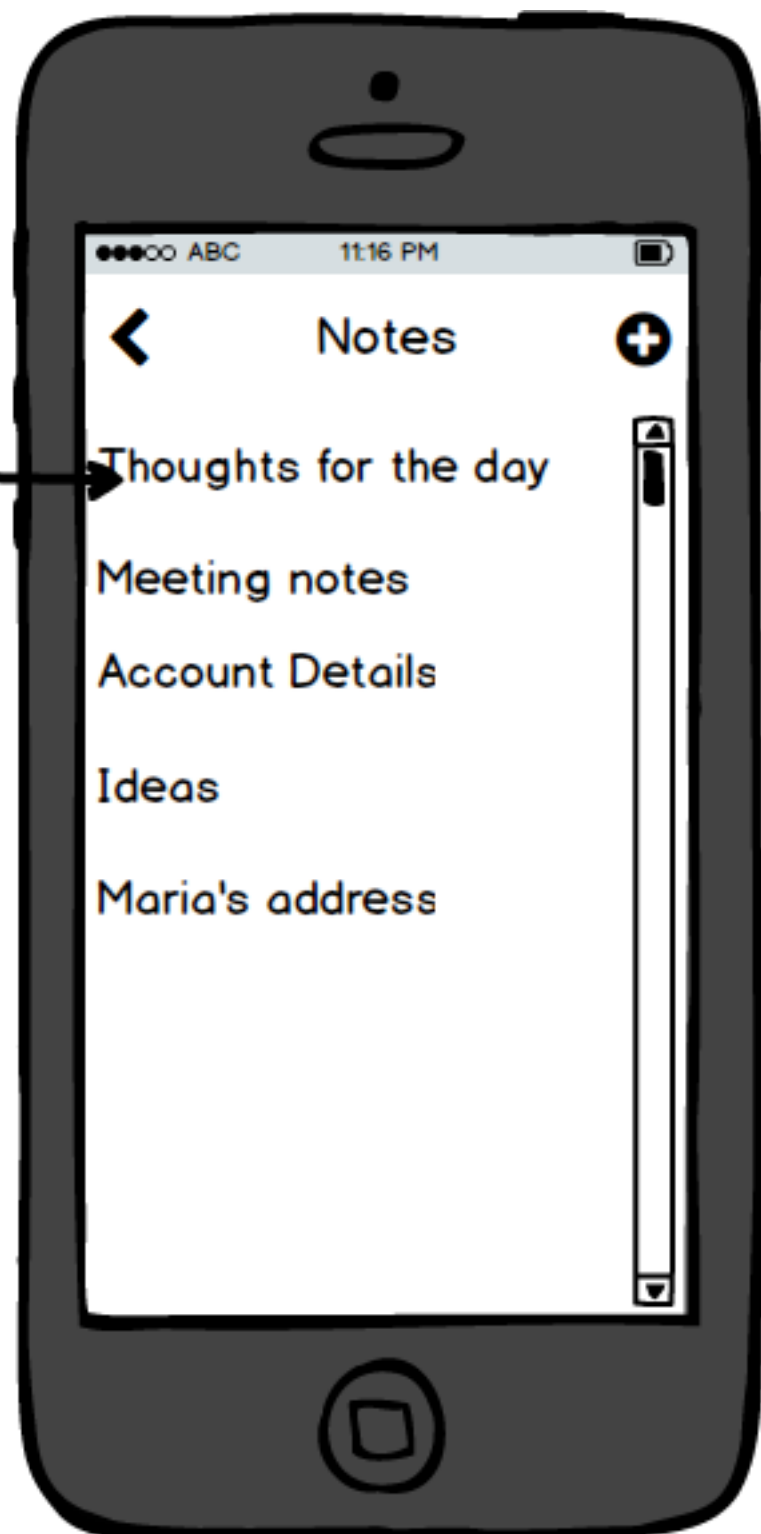 ABC 11:16 PM
Notes
Thoughts for the day
Meeting notes
Account Details
Ideas
Maria's address